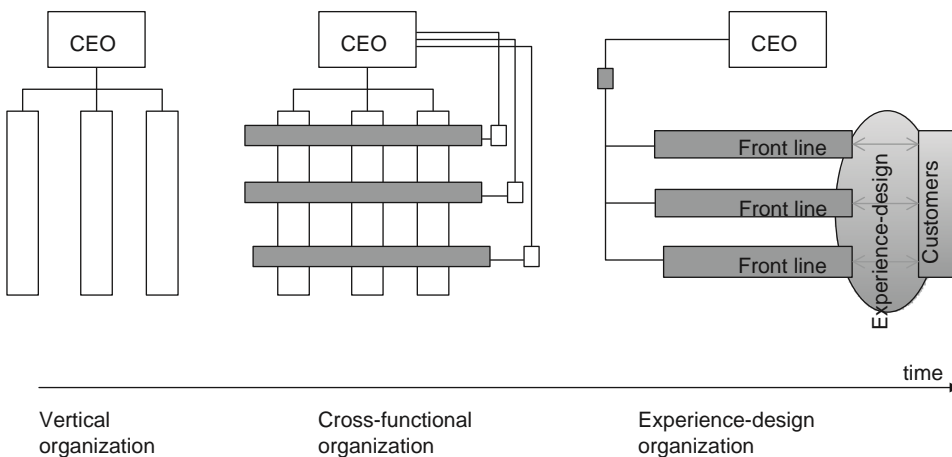 CEO
CEO
CEO
Front line
Front line
Front line
Experience-design
Customers
time
Vertical
organization
Cross-functional
organization
Experience-design
organization